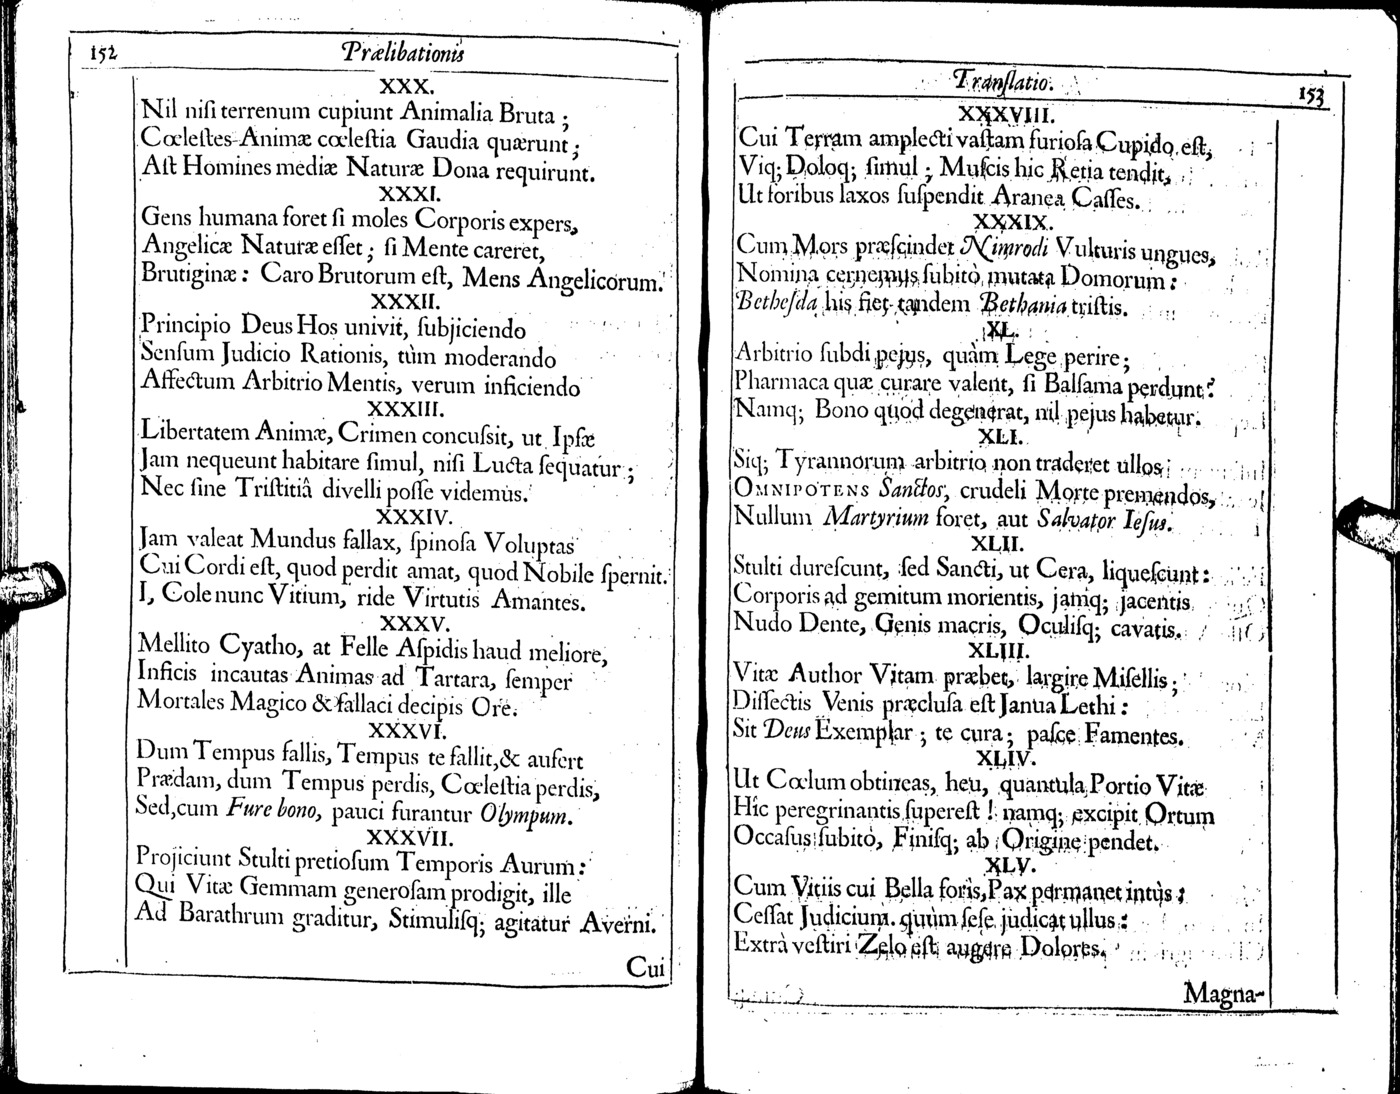 152
Prælibationis
XXX.
Nil niſi terrenum cupiunt Animalia Bruta ;
Cœleſtes Animæ cœleſtia Gaudia quærunt ;
Aſt Homines mediæ Naturæ Dona requirunt.
XXXI.
Gens humana foret ſi moles Corporis expers,
Angelicæ Naturæ eſſet ; ſi Mente careret,
Brutiginæ : Caro Brutorum eſt, Mens Angelicorum.
XXXII.
Principio Deus Hos univit, ſubjiciendo
Senſum Judicio Rationis, tùm moderando
Affectum Arbitrio Mentis, verum inficiendo
XXXIII.
Libertatem Animæ, Crimen concuſsit, ut Ipſæ
Jam nequeunt habitare ſimul, niſi Lucta ſequatur ;
Nec ſine Triſtitiâ divelli poſſe videmus.
XXXIV.
Jam valeat Mundus fallax, ſpinoſa Voluptas
Cui Cordi eſt, quod perdit amat, quod Nobile ſpernit.
I, Cole nunc Vitium, ride Virtutis Amantes.
XXXV.
Mellito Cyatho, at Felle Aſpidis haud meliore,
Inficis incautas Animas ad Tartara, ſemper
Mortales Magico & fallaci decipis Ore.
XXXVI.
Dum Tempus fallis, Tempus te fallit, & aufert
Prædam, dum Tempus perdis, Cœleſtia perdis,
Sed, cum Fure bono, pauci furantur Olympum.
XXXVII.
Projiciunt Stulti pretioſum Temporis Aurum :
Qui Vitæ Gemmam generoſam prodigit, ille
Ad Barathrum graditur, Stimuliſq; agitatur Averni.
Cui
Tranſlatio.
153
XXXVIII.
Cui Terram amplecti vaſtam furioſa Cupido eſt,
Viq; Doloq; ſimul ; Muſcis hic Retia tendit,
Ut foribus laxos ſuſpendit Aranea Caſſes.
XXXIX.
Cum Mors præſcindet Nimrodi Vulturis ungues,
Nomina cernemus ſubitò mutata Domorum :
Betheſda his fiet tandem Bethania triſtis.
XL.
Arbitrio ſubdi pejus, quàm Lege perire ;
Pharmaca quæ curare valent, ſi Balſama perdunt ?
Namq; Bono quod degenerat, nil pejus habetur.
XLI.
Siq; Tyrannorum arbitrio non traderet ullos
OMNIPOTENS Sanctos, crudeli Morte premendos,
Nullum Martyrium foret, aut Salvator Ieſus.
XLII.
Stulti dureſcunt, ſed Sancti, ut Cera, liqueſcunt :
Corporis ad gemitum morientis, jamq; jacentis
Nudo Dente, Genis macris, Oculiſq; cavatis.
XLIII.
Vitæ Author Vitam præbet, largire Miſellis ;
Diſſectis Venis præcluſa eſt Janua Lethi :
Sit Deus Exemplar ; te cura ; paſce Famentes.
XLIV.
Ut Cœlum obtineas, heu, quantula Portio Vitæ
Hîc peregrinantis ſupereſt ! namq; excipit Ortum
Occaſus ſubitò, Finiſq; ab Origine pendet.
XLV.
Cum Vitiis cui Bella foris, Pax permanet intùs ;
Ceſſat Judicium. quùm ſeſe judicat ullus :
Extrà veſtiri Zelo eſt augere Dolores.
Magna-